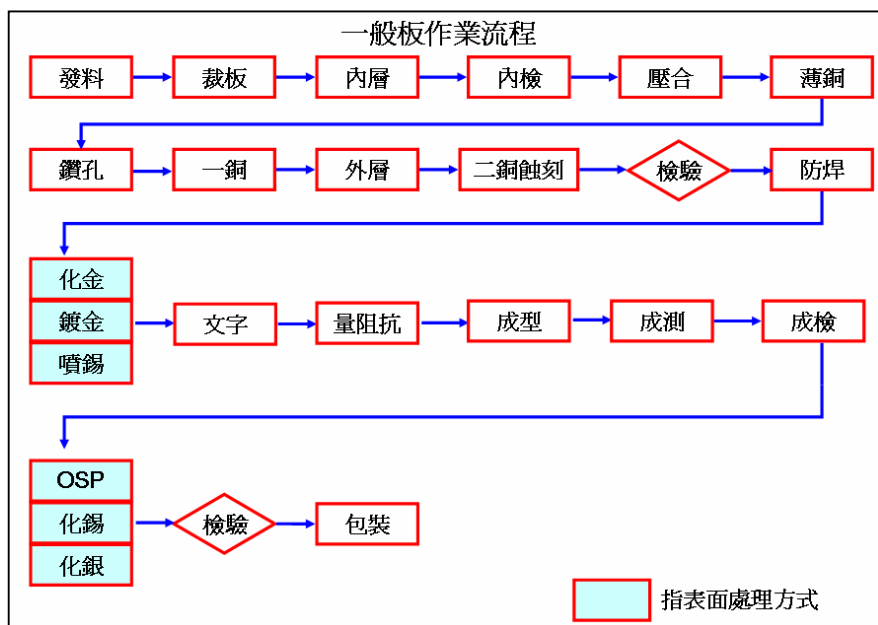 一般板作業流程
發料 裁板 內層 內檢 壓合 薄銅
鑽孔 一銅 外層 二銅蝕刻 檢驗 防焊
化金
鍍金 文字 量阻抗 成型 成測 成檢
噴錫
OSP
化錫 檢驗 包裝
化銀
指表面處理方式